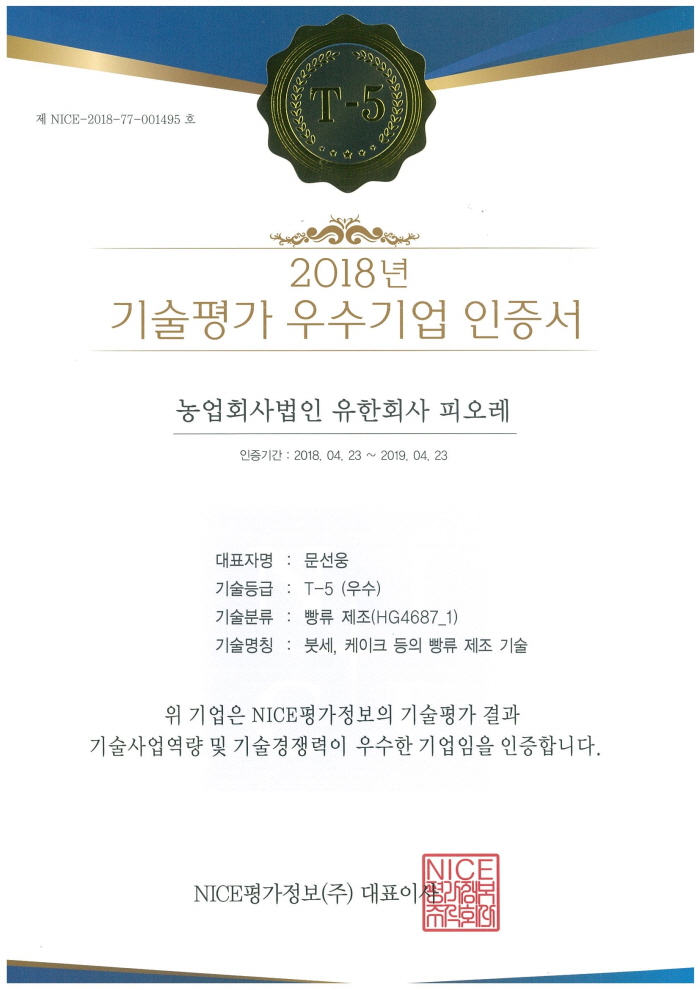 T-5
제 NICE-2018-77-001495 호
2018년
기술평가 우수기업 인증서
농업회사법인 유한회사 피오레
인증기간 : 2018. 04. 23 ~ 2019. 04. 23
대표자명 : 문선웅
기술등급 : T-5 (우수)
기술분류 : 빵류 제조(HG4687_1)
기술명칭 : 붓세, 케이크 등의 빵류 제조 기술
위 기업은 NICE평가정보의 기술평가 결과
기술사업역량 및 기술경쟁력이 우수한 기업임을 인증합니다.
NICE평가정보(주) 대표이사
NICE